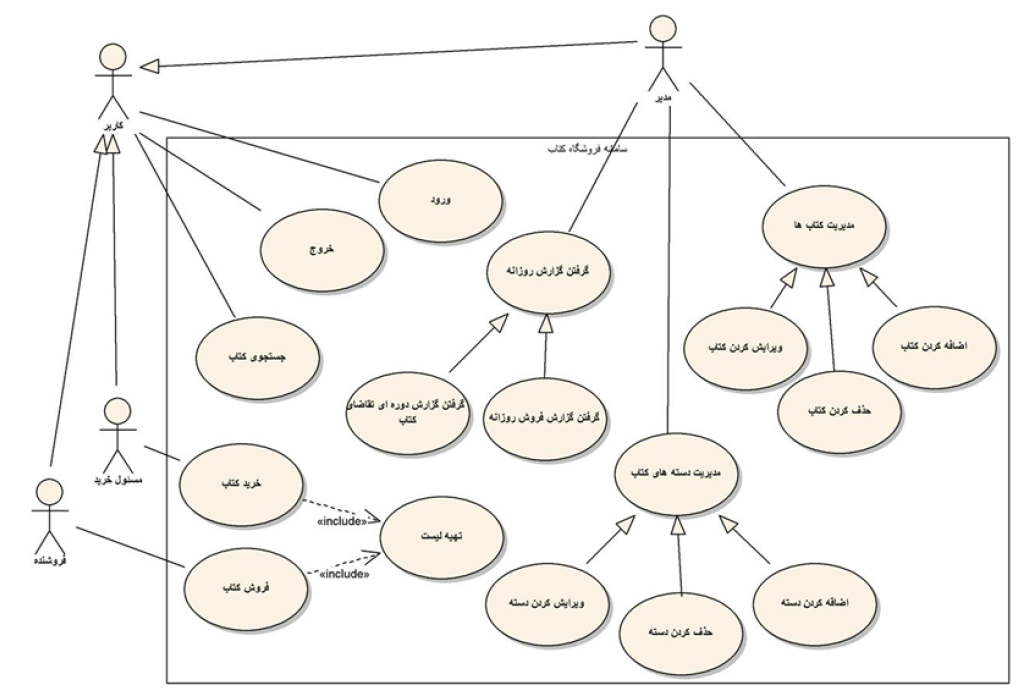 مدیر
کاربر
سامانه فروشگاه کتاب
ورود
مدیریت کتاب ها
خروج
گرفتن گزارش روزانه
جستجوی کتاب
ویرایش کردن کتاب
اضافه کردن کتاب
حذف کردن کتاب
گرفتن گزارش دوره ای تقاضای
کتاب
گرفتن گزارش فروش روزانه
مدیریت دسته های کتاب
مسئول خرید
خرید کتاب
«include»
تهیه لیست
فروشنده
«include»
فروش کتاب
ویرایش کردن دسته
حذف کردن دسته
اضافه کردن دسته